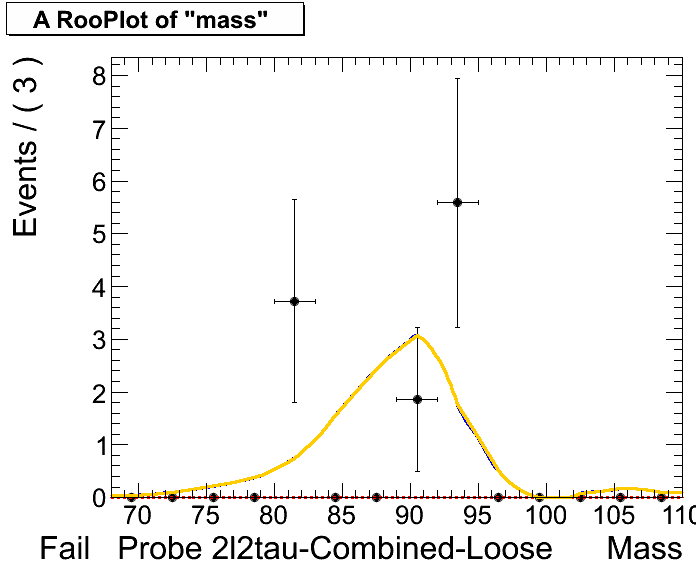 A RooPlot of "mass"
Events / ( 3 )
8
7
6
5
4
3
2
1
0
70 75 80 85 90 95 100 105 110
Fail Probe 2l2tau-Combined-Loose Mass